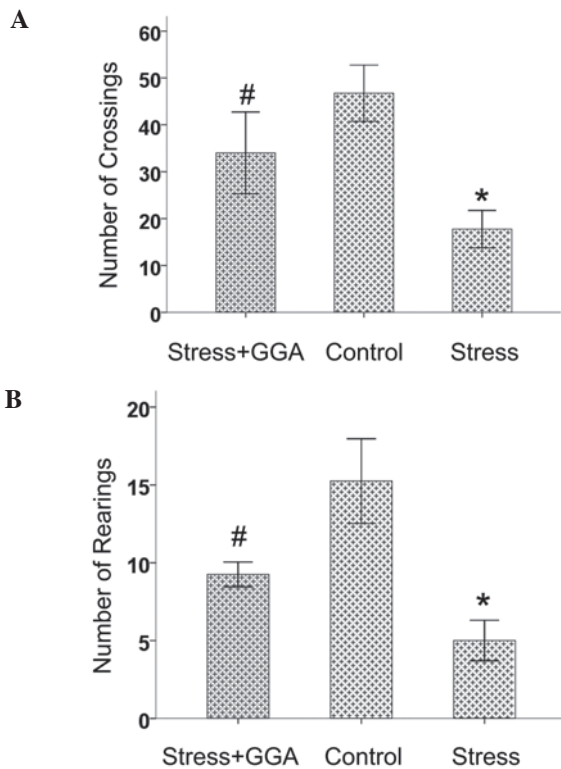 A
Number of Crossings
60
50
40
30
20
10
0
#
*
Stress+GGA Control Stress
B
Number of Rearings
20
15
10
5
0
#
*
Stress+GGA Control Stress